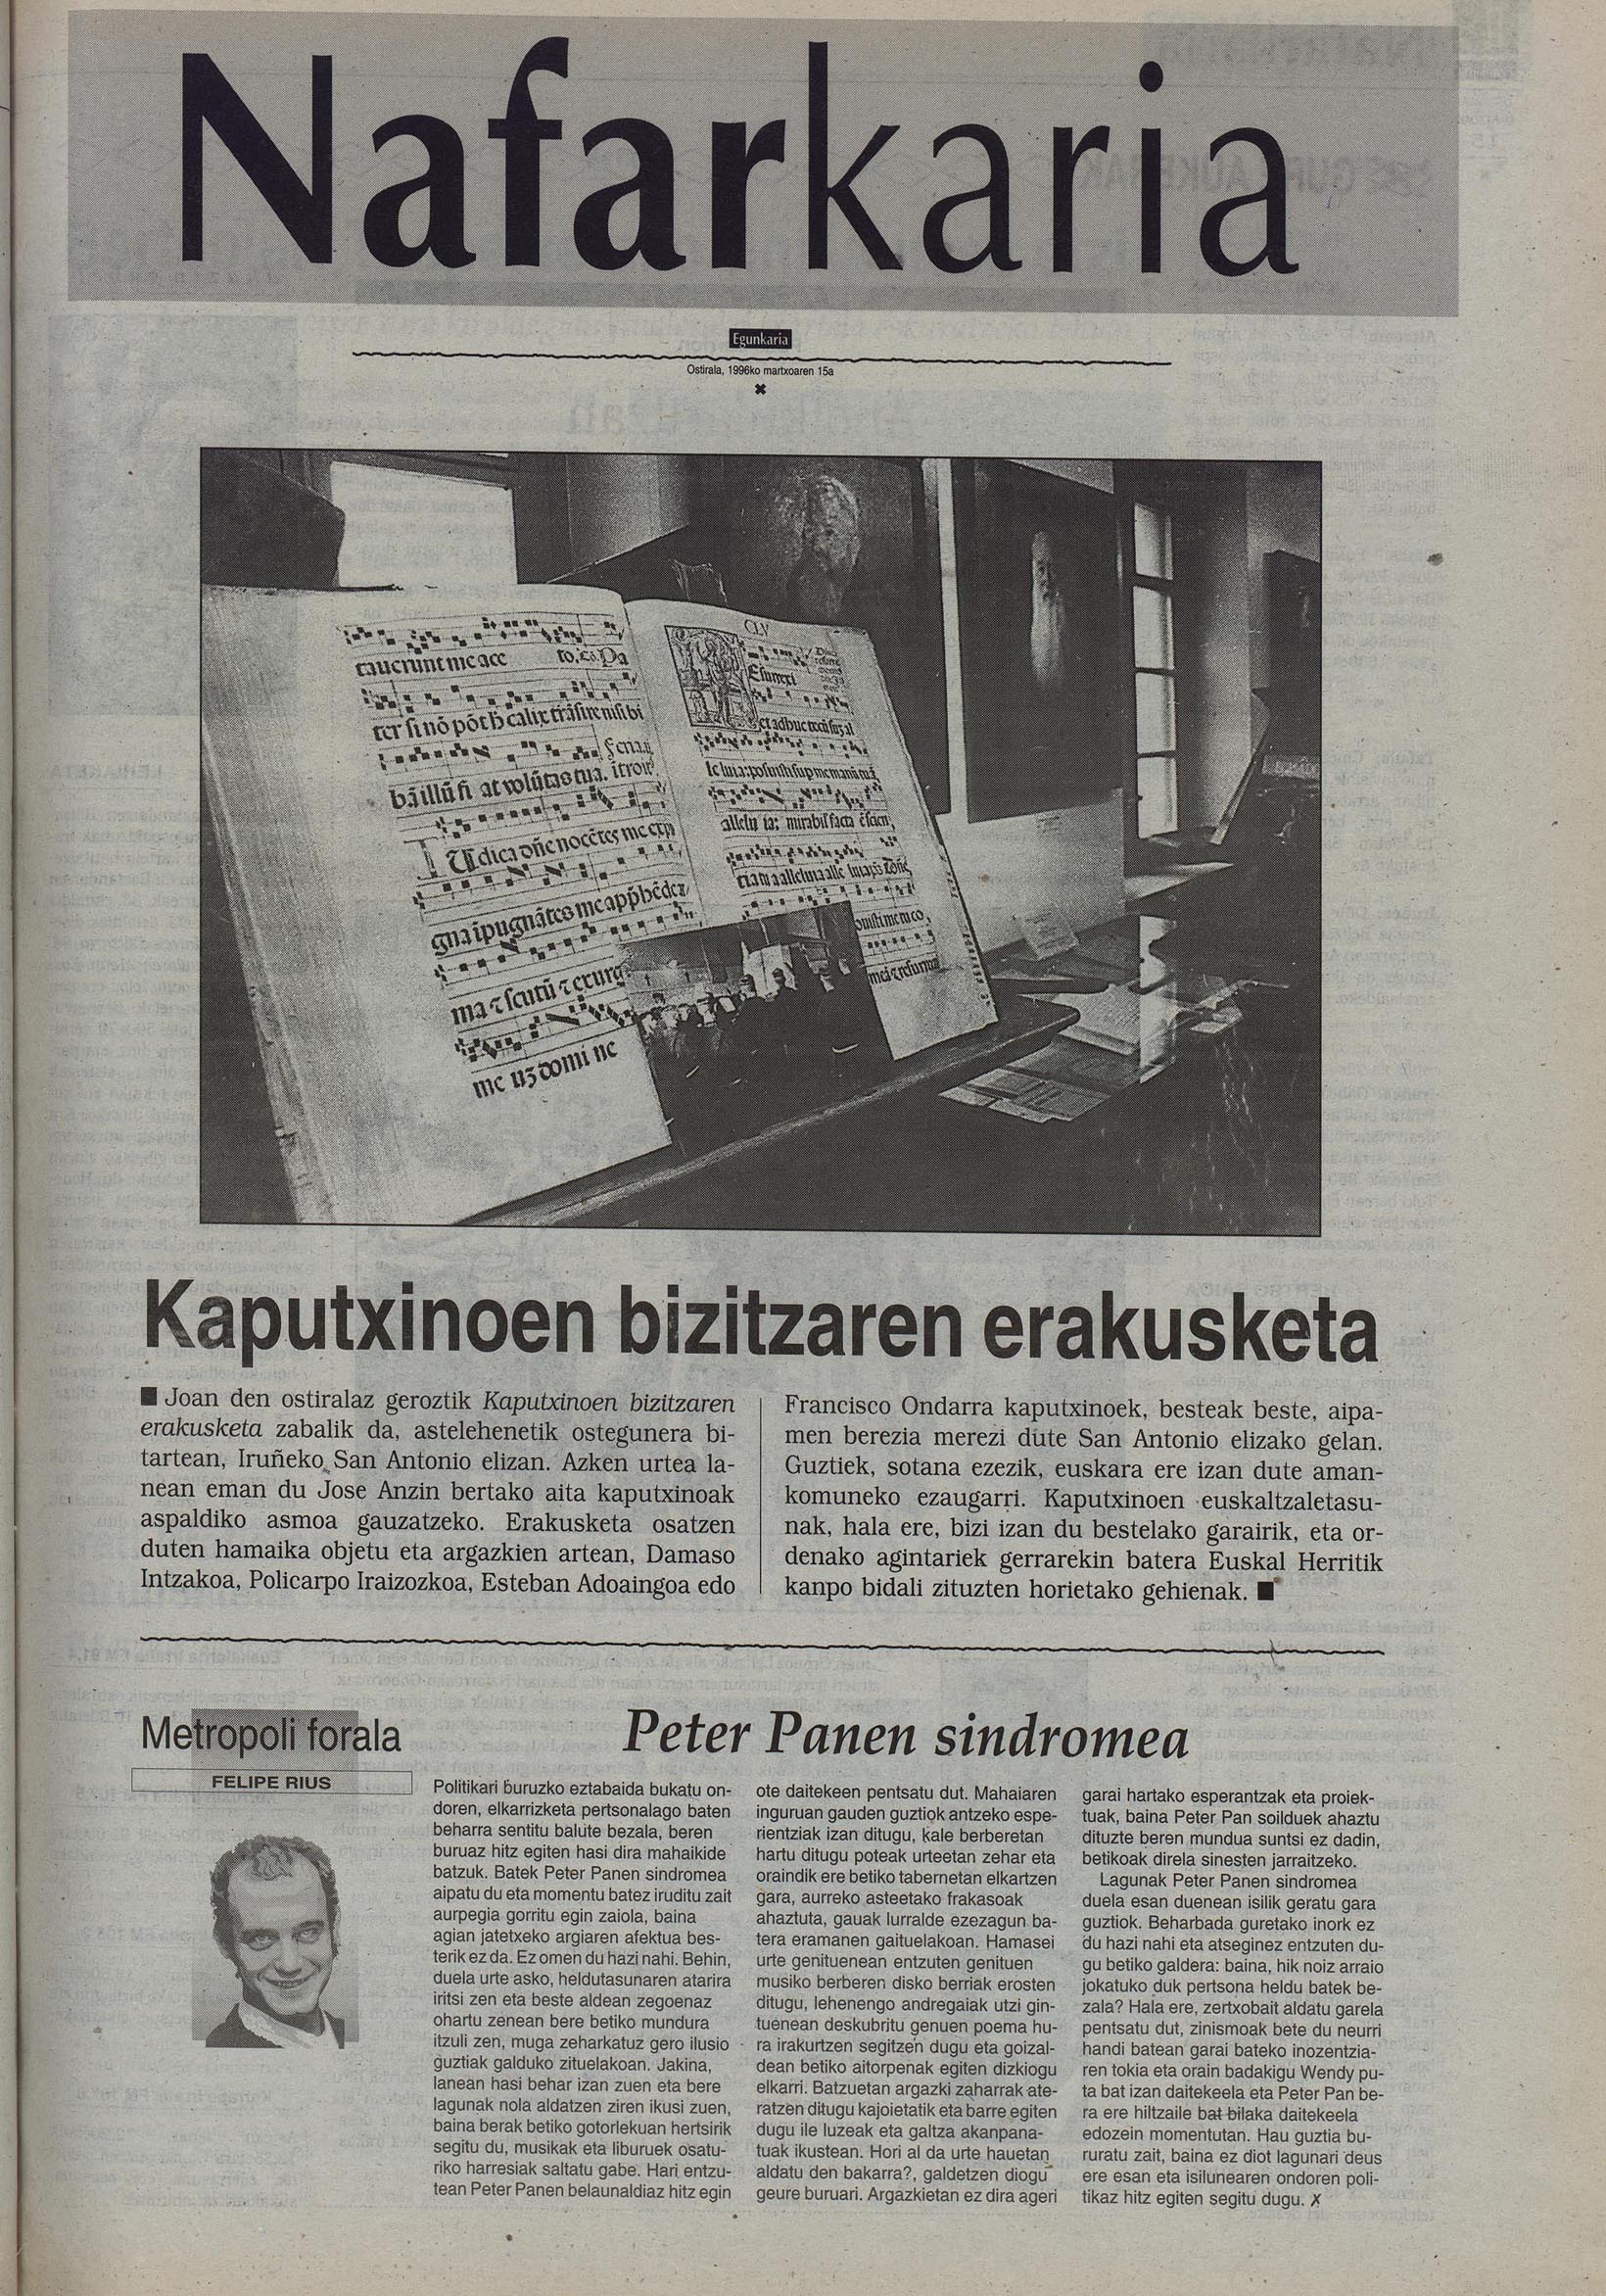 Nafarkaria
Egunkaria
Ostirala, 1996ko martxoaren 15a
CLV
tauerunt me ace
to, Pa
Kaputxinoen bizitzaren erakusketa
■ Joan den ostiralaz geroztik Kaputxinoen bizitzaren
erakusketa zabalik da, astelehenetik ostegunera bi-
tartean, Iruñeko San Antonio elizan. Azken urtea la-
nean eman du Jose Anzin bertako aita kaputxinoak
aspaldiko asmoa gauzatzeko. Erakusketa osatzen
duten hamaika objetu eta argazkien artean, Damaso
Intzakoa, Policarpo Iraizozkoa, Esteban Adoaingoa edo
Francisco Ondarra kaputxinoek, besteak beste, aipa-
men berezia merezi dute San Antonio elizako gelan.
Guztiek, sotana ezezik, euskara ere izan dute aman-
komuneko ezaugarri. Kaputxinoen euskaltzaletasu-
nak, hala ere, bizi izan du bestelako garairik, eta or-
denako agintariek gerrarekin batera Euskal Herritik
kanpo bidali zituzten horietako gehienak. ■
Metropoli forala
FELIPE RIUS
Peter Panen sindromea
Politikari buruzko eztabaida bukatu on-
doren, elkarrizketa pertsonalago baten
beharra sentitu balute bezala, beren
buruaz hitz egiten hasi dira mahaikide
batzuk. Batek Peter Panen sindromea
aipatu du eta momentu batez iruditu zait
aurpegia gorritu egin zaiola, baina
agian jatetxeko argiaren afektua bes-
terik ez da. Ez omen du hazi nahi. Behin,
duela urte asko, heldutasunaren atarira
iritsi zen eta beste aldean zegoenaz
ohartu zenean bere betiko mundura
itzuli zen, muga zeharkatuz gero ilusio
guztiak galduko zituelakoan. Jakina,
lanean hasi behar izan zuen eta bere
lagunak nola aldatzen ziren ikusi zuen,
baina berak betiko gotorlekuan hertsirik
segitu du, musikak eta liburuek osatu-
riko harresiak saltatu gabe. Hari entzu-
tean Peter Panen belaunaldiaz hitz egin
ote daitekeen pentsatu dut. Mahaiaren
inguruan gauden guztiok antzeko espe-
rientziak izan ditugu, kale berberetan
hartu ditugu poteak urteetan zehar eta
oraindik ere betiko tabernetan elkartzen
gara, aurreko asteetako frakasoak
ahaztuta, gauak lurralde ezezagun ba-
tera eramanen gaituelakoan. Hamasei
urte genituenean entzuten genituen
musiko berberen disko berriak erosten
ditugu, lehenengo andregaiak utzi gin-
tuenean deskubritu genuen poema hu-
ra irakurtzen segitzen dugu eta goizal-
dean betiko aitorpenak egiten dizkiogu
elkarri. Batzuetan argazki zaharrak ate-
ratzen ditugu kajoietatik eta barre egiten
dugu ile luzeak eta galtza akanpana-
tuak ikustean. Hori al da urte hauetan
aldatu den bakarra?, galdetzen diogu
geure buruari. Argazkietan ez dira ageri
garai hartako esperantzak eta proiek-
tuak, baina Peter Pan soilduek ahaztu
dituzte beren mundua suntsi ez dadin,
betikoak direla sinesten jarraitzeko.
Lagunak Peter Panen sindromea
duela esan duenean isilik geratu gara
guztiok. Beharbada guretako inork ez
du hazi nahi eta atseginez entzuten du-
gu betiko galdera: baina, hik noiz arraio
jokatuko duk pertsona heldu batek be-
zala? Hala ere, zertxobait aldatu garela
pentsatu dut, zinismoak bete du neurri
handi batean garai bateko inozentzia-
ren tokia eta orain badakigu Wendy pu-
ta bat izan daitekeela eta Peter Pan be-
ra ere hiltzaile bat bilaka daitekeela
edozein momentutan. Hau guztia bu-
ruratu zait, baina ez diot lagunari deus
ere esan eta isilunearen ondoren poli-
tikaz hitz egiten segitu dugu. ✗